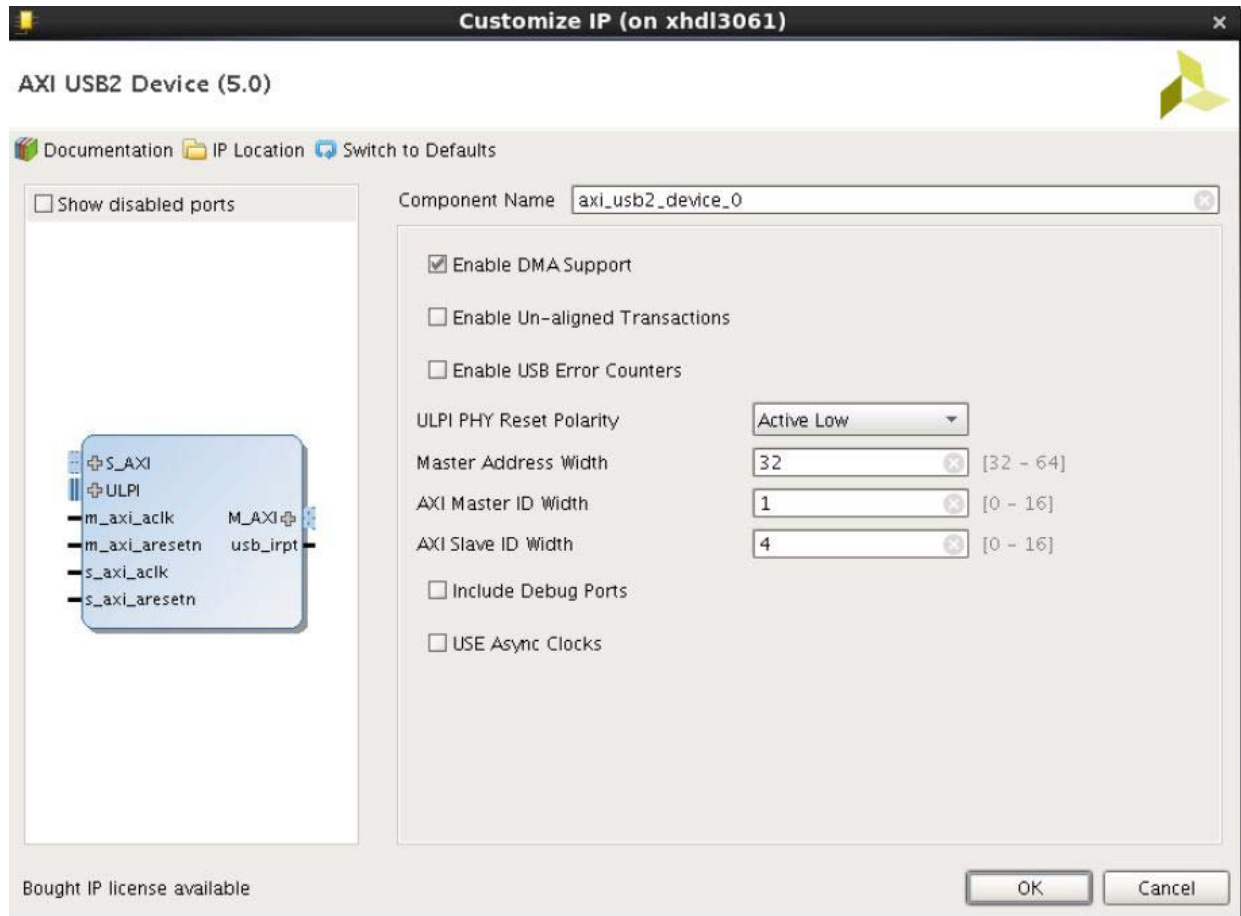 Customize IP (on xhdl3061)
AXI USB2 Device (5.0)
Documentation IP Location Switch to Defaults
Show disabled ports
Component Name axi_usb2_device_0
Enable DMA Support
Enable Un-aligned Transactions
Enable USB Error Counters
ULPI PHY Reset Polarity Active Low
Master Address Width 32 [32 - 64]
AXI Master ID Width 1 [0 - 16]
AXI Slave ID Width 4 [0 - 16]
Include Debug Ports
USE Async Clocks
S_AXI
ULPI
m_axi_aclk M_AXI
m_axi_aresetn usb_irpt
s_axi_aclk
s_axi_aresetn
Bought IP license available OK Cancel